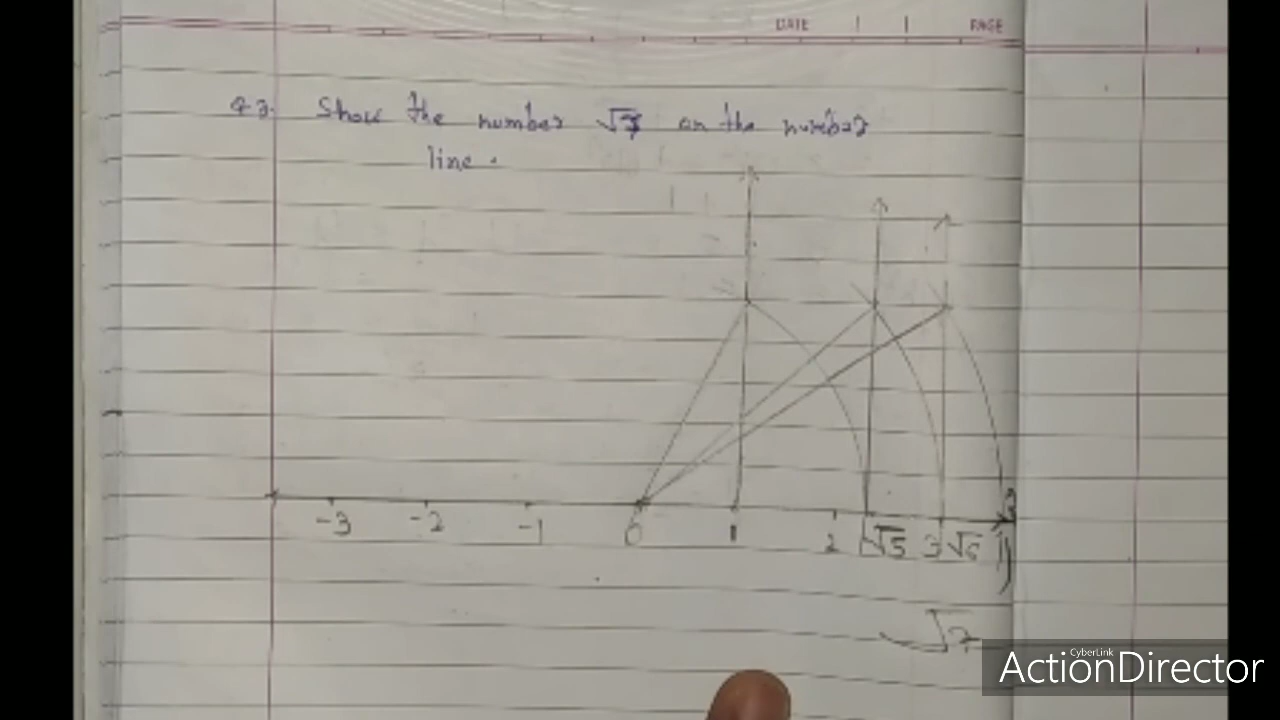 DATE PAGE
Q3. Show the number √7 on the number
line.
-3 -2 -1 0 1 2 √5 3 √6
√7
CyberLink
ActionDirector